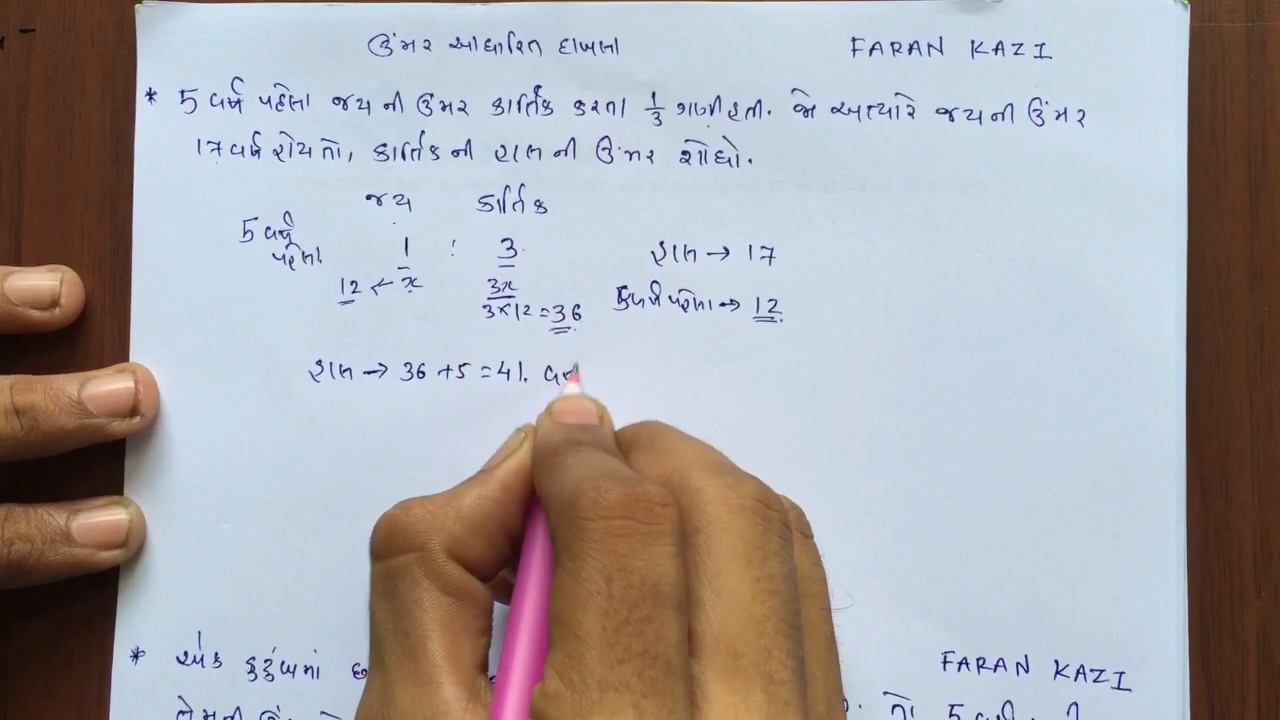 ઉંમર આધારિત દાખલા FARAN KAZI
* 5 વર્ષ પહેલા જય ની ઉંમર કાર્તિક કરતા 1/3 ગણી હતી. જો અત્યારે જયની ઉંમર
17 વર્ષ હોય તો, કાર્તિક ની હાલ ની ઉંમર શોધો.
જય કાર્તિક
5 વર્ષ
પહેલા 1 : 3 હાલ → 17
12 ← x 3x
3×12 = 36 પહેલા → 12
હાલ → 36 + 5 = 41.
* એક કુટુંબમાં FARAN KAZI
તો 5 વર્ષ